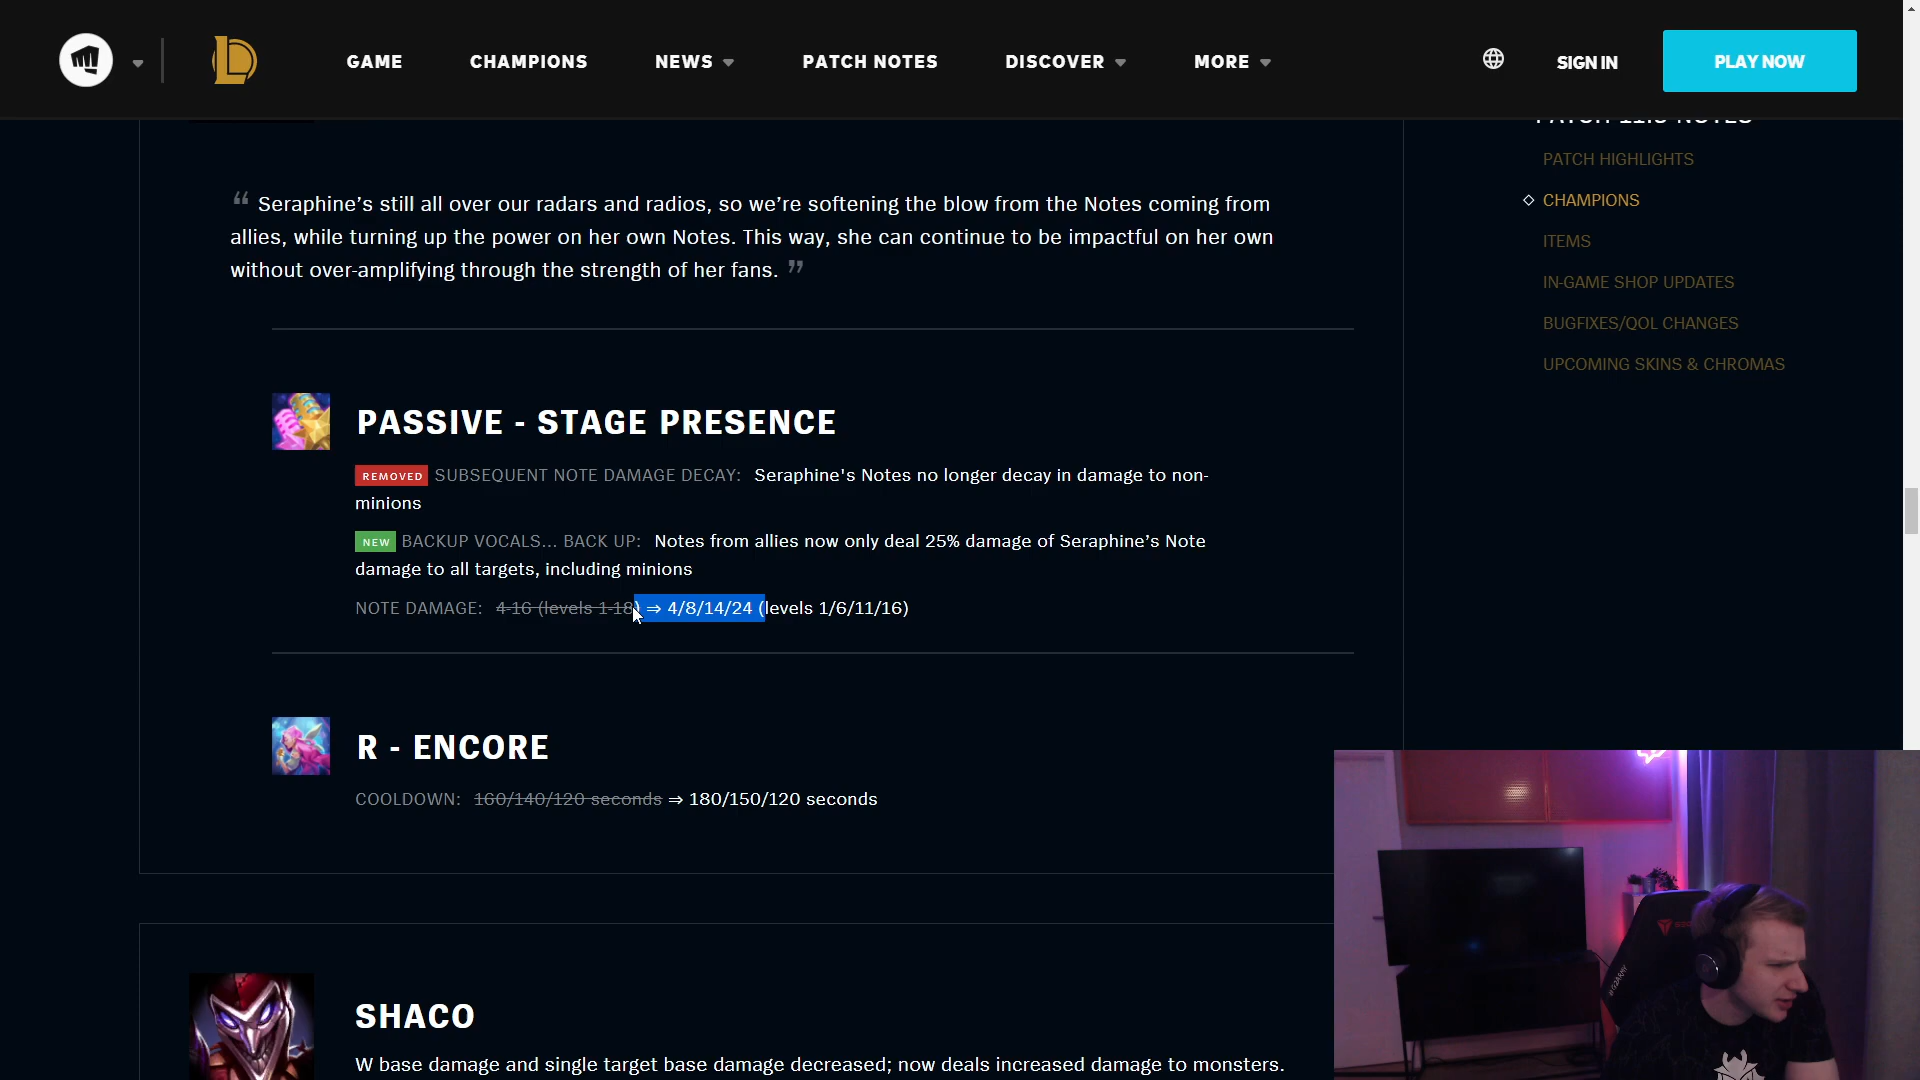 GAME CHAMPIONS NEWS PATCH NOTES DISCOVER MORE SIGN IN PLAY NOW
PATCH HIGHLIGHTS
CHAMPIONS
ITEMS
IN-GAME SHOP UPDATES
BUGFIXES/QOL CHANGES
UPCOMING SKINS & CHROMAS
“ Seraphine’s still all over our radars and radios, so we’re softening the blow from the Notes coming from
allies, while turning up the power on her own Notes. This way, she can continue to be impactful on her own
without over-amplifying through the strength of her fans. ”
PASSIVE - STAGE PRESENCE
REMOVED SUBSEQUENT NOTE DAMAGE DECAY: Seraphine's Notes no longer decay in damage to non-
minions
NEW BACKUP VOCALS... BACK UP: Notes from allies now only deal 25% damage of Seraphine’s Note
damage to all targets, including minions
NOTE DAMAGE: 4-16 (levels 1-18) ⇒ 4/8/14/24 (levels 1/6/11/16)
R - ENCORE
COOLDOWN: 160/140/120 seconds ⇒ 180/150/120 seconds
SHACO
W base damage and single target base damage decreased; now deals increased damage to monsters.